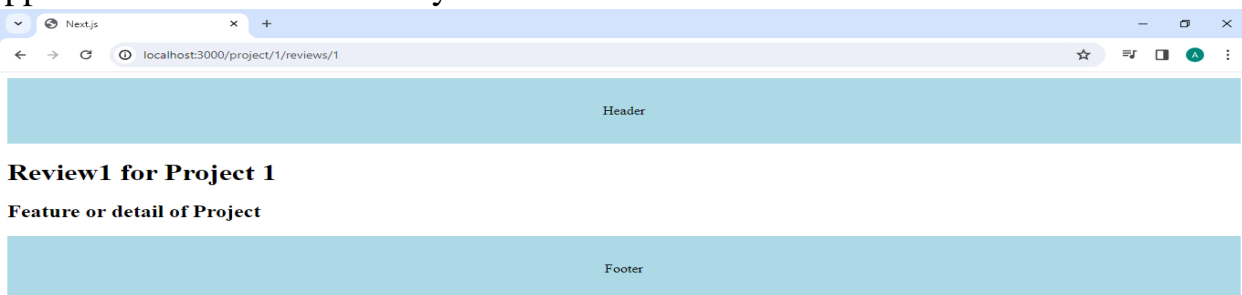 Next.js
localhost:3000/project/1/reviews/1
A
Header
Review1 for Project 1
Feature or detail of Project
Footer